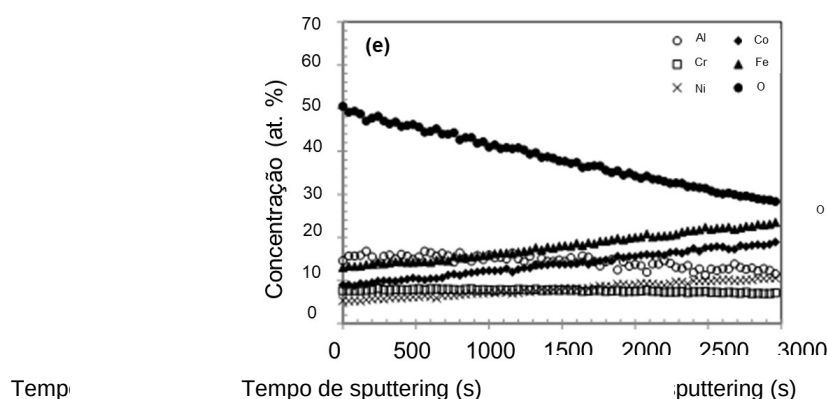 70
60
50
40
30
20
10
0
Concentração (at. %)
(e)
Al Co
Cr Fe
Ni O
O
0 500 1000 1500 2000 2500 3000
Tempo de sputtering (s)